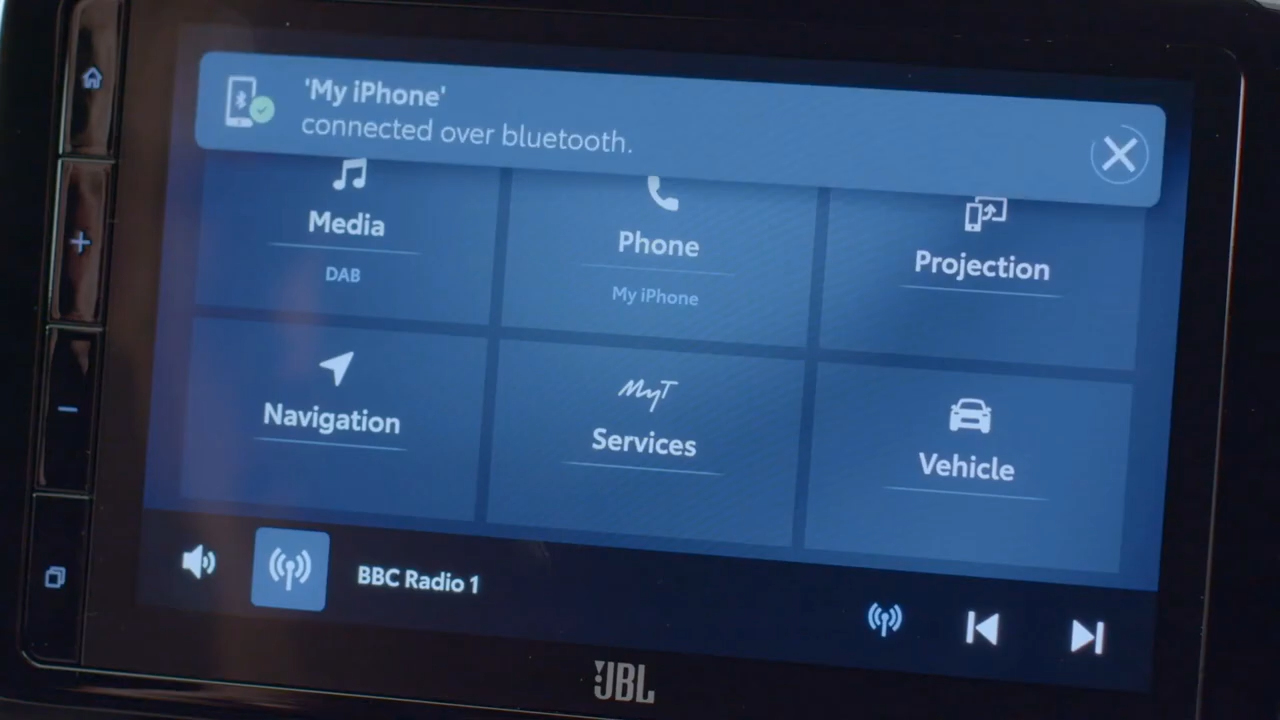 'My iPhone'
connected over bluetooth.
Media
DAB
Phone
My iPhone
Projection
Navigation
MyT
Services
Vehicle
BBC Radio 1
JBL